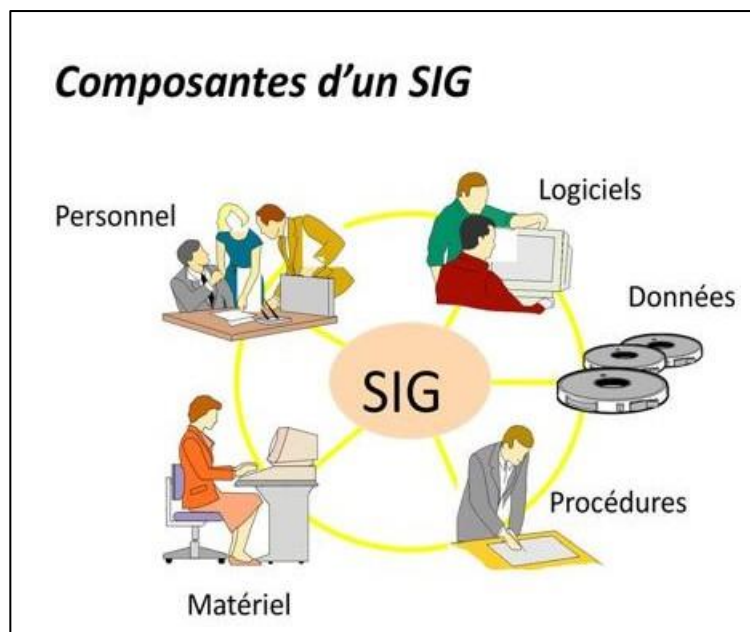 Composantes d'un SIG
Personnel
Logiciels
Données
SIG
Procédures
Matériel